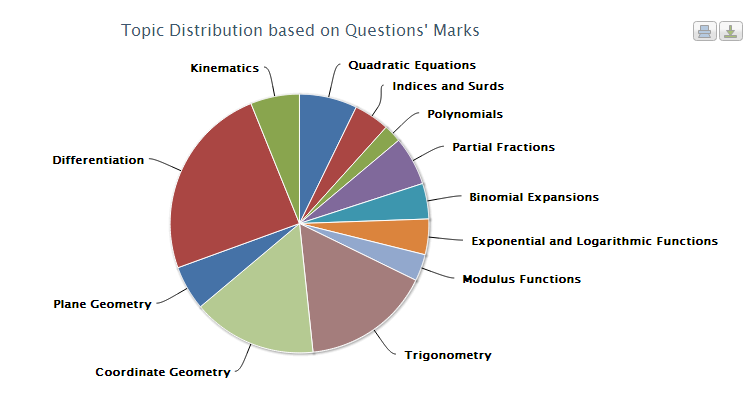 Topic Distribution based on Questions' Marks
Kinematics
Quadratic Equations
Indices and Surds
Polynomials
Partial Fractions
Differentiation
Binomial Expansions
Exponential and Logarithmic Functions
Modulus Functions
Plane Geometry
Trigonometry
Coordinate Geometry